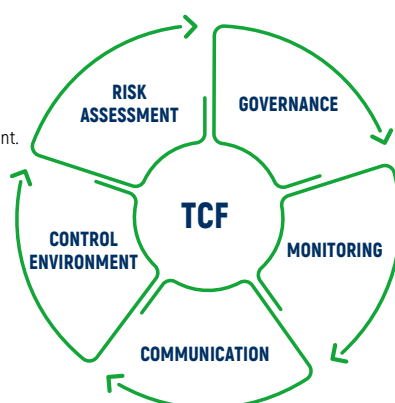 RISK
ASSESSMENT
GOVERNANCE
nt.
TCF
CONTROL
ENVIRONMENT
MONITORING
COMMUNICATION